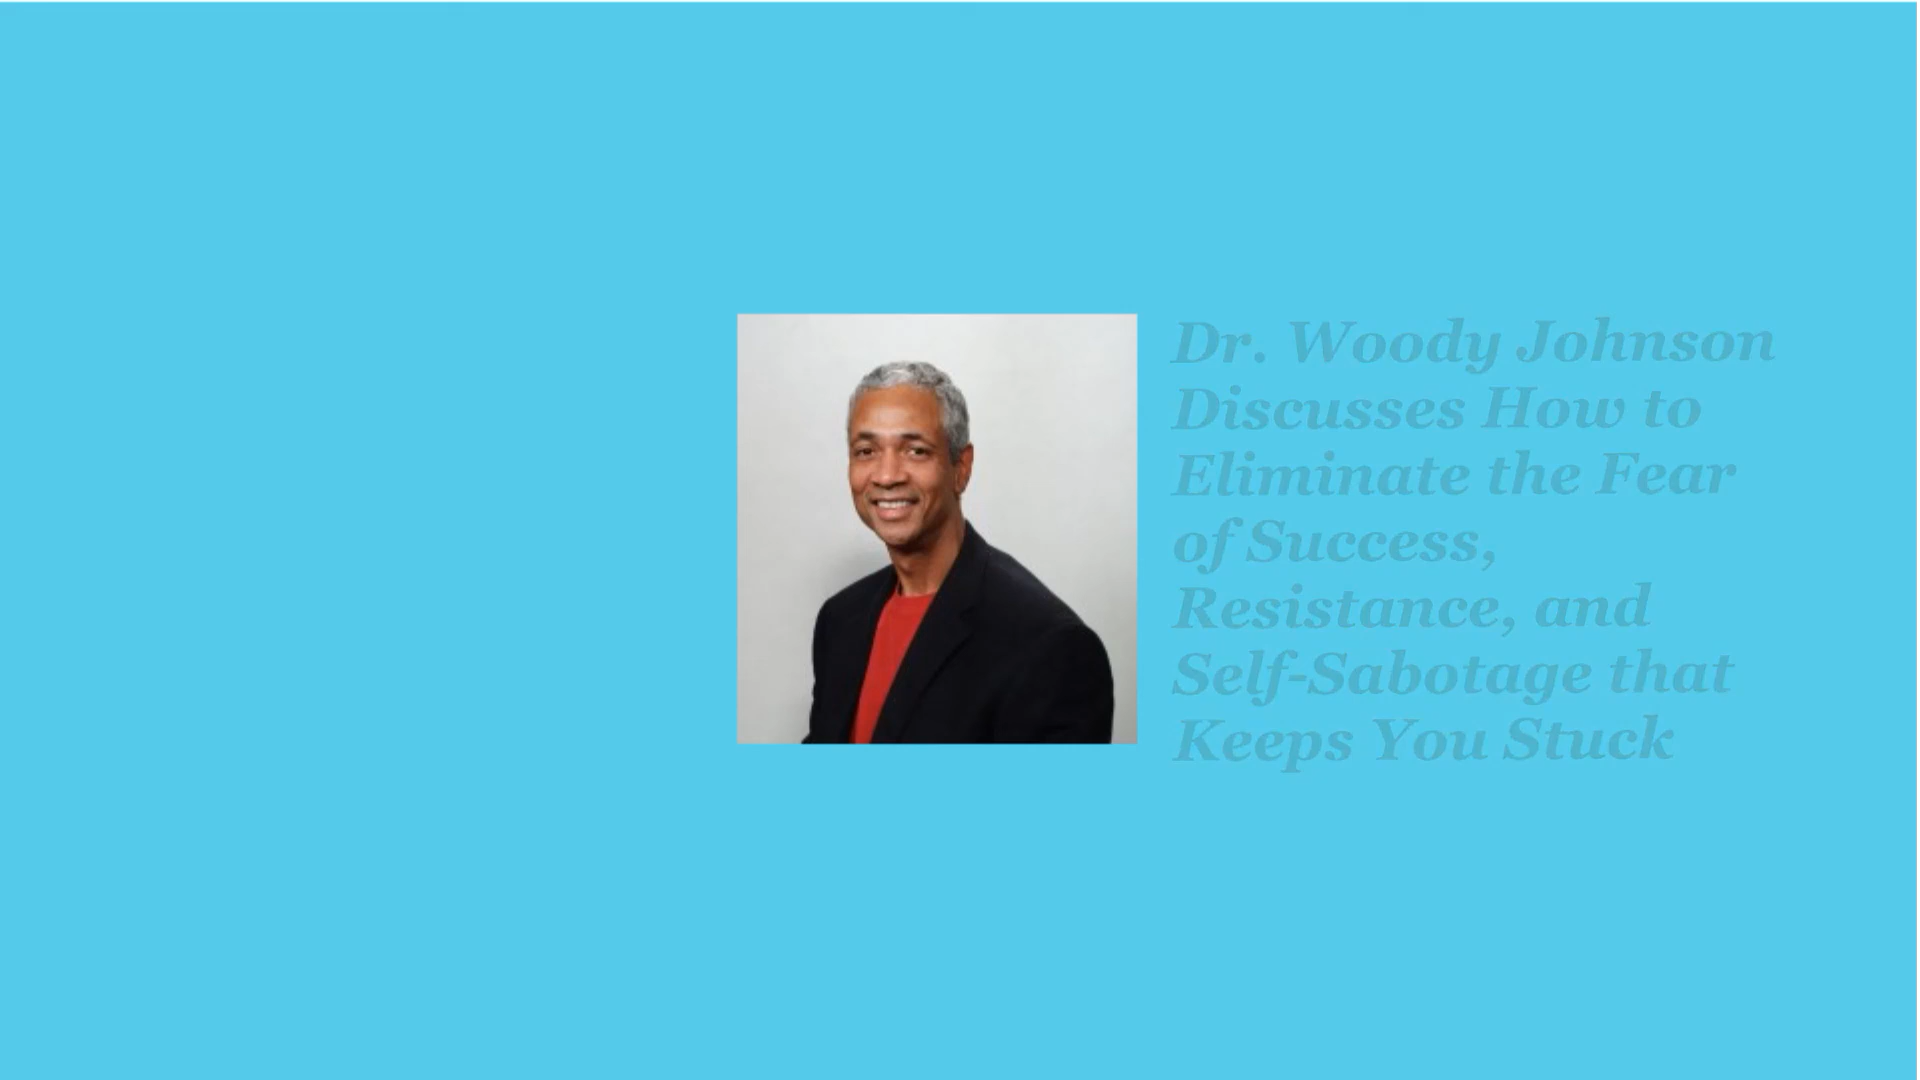 Dr. Woody Johnson
Discusses How to
Eliminate the Fear
of Success,
Resistance, and
Self-Sabotage that
Keeps You Stuck